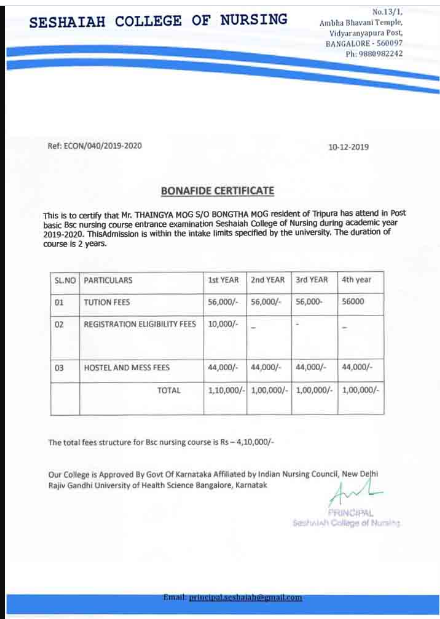 SESHAIAH COLLEGE OF NURSING
No.13/1,
Ambha Bhavani Temple,
Vidyaranyapura Post,
BANGALORE - 560097
Ph: 9880982242
Ref: ECON/040/2019-2020
10-12-2019
BONAFIDE CERTIFICATE
This is to certify that Mr. THAINGYA MOG S/O BONGTHA MOG resident of Tripura has attend in Post
basic Bsc nursing course entrance examination Seshaiah College of Nursing during academic year
2019-2020. ThisAdmission is within the intake limits specified by the university. The duration of
course is 2 years.
SL.NO PARTICULARS 1st YEAR 2nd YEAR 3rd YEAR 4th year
01 TUTION FEES 56,000/- 56,000/- 56,000- 56000
02 REGISTRATION ELIGIBILITY FEES 10,000/- _ - _
03 HOSTEL AND MESS FEES 44,000/- 44,000/- 44,000/- 44,000/-
TOTAL 1,10,000/- 1,00,000/- 1,00,000/- 1,00,000/-
The total fees structure for Bsc nursing course is Rs – 4,10,000/-
Our College is Approved By Govt Of Karnataka Affiliated by Indian Nursing Council, New Delhi
Rajiv Gandhi University of Health Science Bangalore, Karnatak
PRINCIPAL
Seshaiah College of Nursing
Email: principal.seshaiah@gmail.com